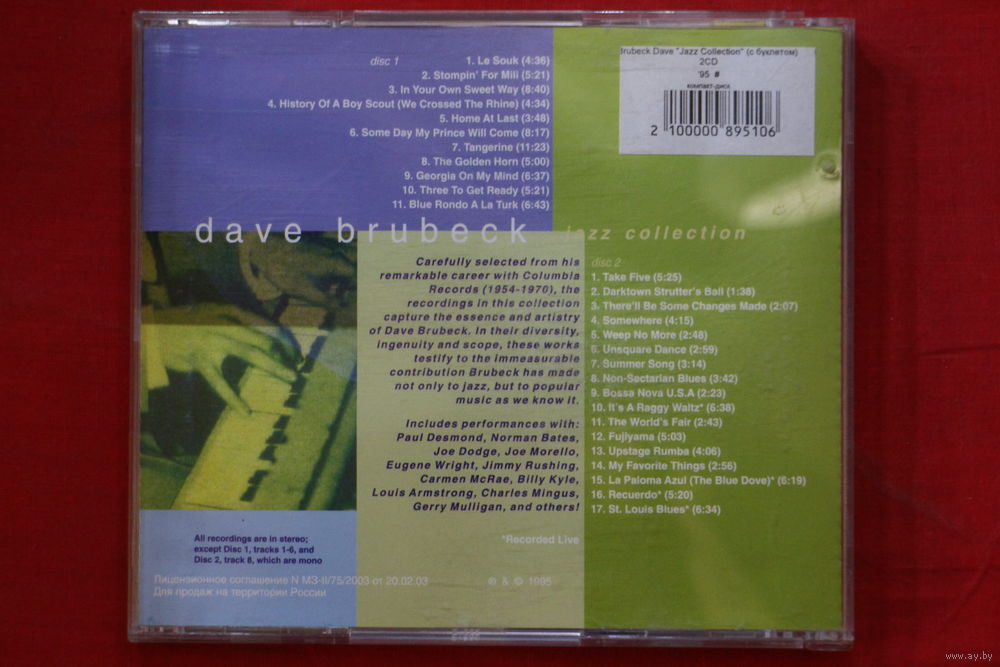 disc 1
1. Le Souk (4:36)
2. Stompin' For Mili (5:21)
3. In Your Own Sweet Way (8:40)
4. History Of A Boy Scout (We Crossed The Rhine) (4:34)
5. Home At Last (3:48)
6. Some Day My Prince Will Come (8:17)
7. Tangerine (11:23)
8. The Golden Horn (5:00)
9. Georgia On My Mind (6:37)
10. Three To Get Ready (5:21)
11. Blue Rondo A La Turk (6:43)
Brubeck Dave "Jazz Collection" (с буклетом)
2CD
'95 #
компакт-диск
2 100000 895106
dave brubeck jazz collection
Carefully selected from his
remarkable career with Columbia
Records (1954-1970), the
recordings in this collection
capture the essence and artistry
of Dave Brubeck. In their diversity,
ingenuity and scope, these works
testify to the immeasurable
contribution Brubeck has made
not only to jazz, but to popular
music as we know it.
Includes performances with:
Paul Desmond, Norman Bates,
Joe Dodge, Joe Morello,
Eugene Wright, Jimmy Rushing,
Carmen McRae, Billy Kyle,
Louis Armstrong, Charles Mingus,
Gerry Mulligan, and others!
*Recorded Live
disc 2
1. Take Five (5:25)
2. Darktown Strutter's Ball (1:38)
3. There'll Be Some Changes Made (2:07)
4. Somewhere (4:15)
5. Weep No More (2:48)
6. Unsquare Dance (2:59)
7. Summer Song (3:14)
8. Non-Sectarian Blues (3:42)
9. Bossa Nova U.S.A (2:23)
10. It's A Raggy Waltz* (6:38)
11. The World's Fair (2:43)
12. Fujiyama (5:03)
13. Upstage Rumba (4:06)
14. My Favorite Things (2:56)
15. La Paloma Azul (The Blue Dove)* (6:19)
16. Recuerdo* (5:20)
17. St. Louis Blues* (6:34)
All recordings are in stereo;
except Disc 1, tracks 1-6, and
Disc 2, track 8, which are mono
Лицензионное соглашение N МЗ-II/75/2003 от 20.02.03
Для продаж на территории России
℗ & © 1995
www.ay.by